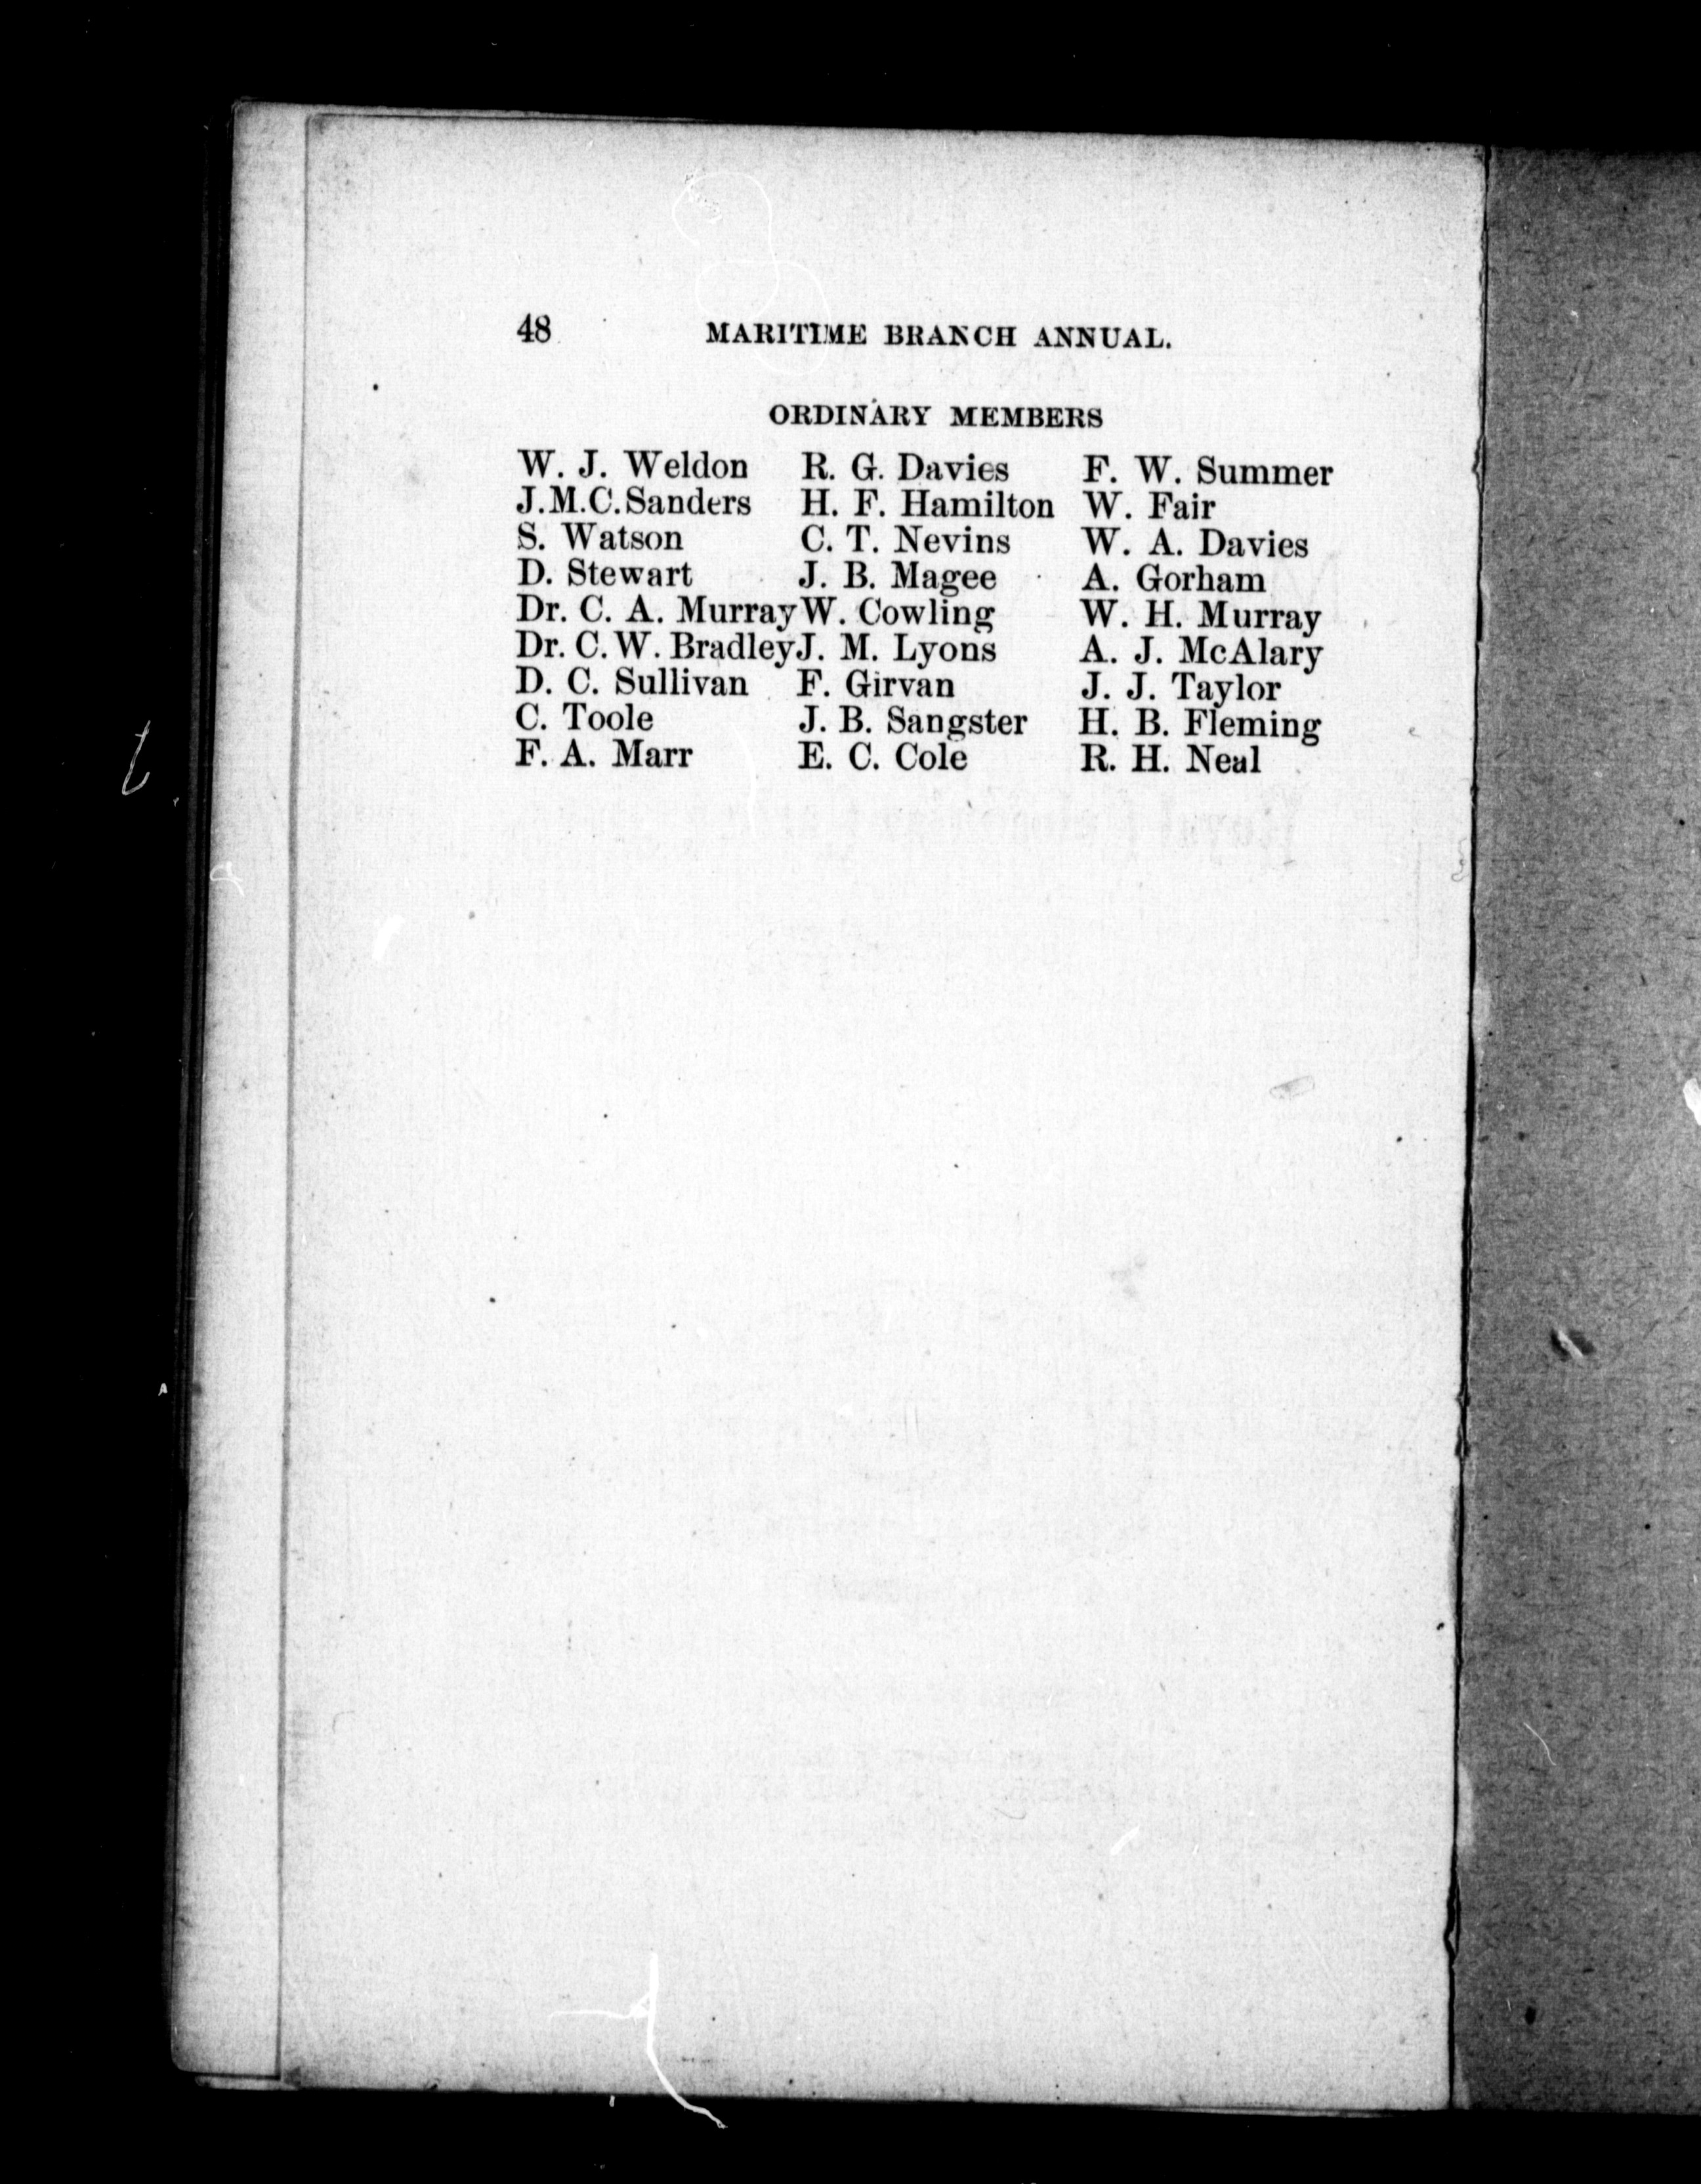 48 MARITIME BRANCH ANNUAL.
ORDINARY MEMBERS
W. J. Weldon R. G. Davies F. W. Summer
J.M.C.Sanders H. F. Hamilton W. Fair
S. Watson C. T. Nevins W. A. Davies
D. Stewart J. B. Magee A. Gorham
Dr. C. A. Murray W. Cowling W. H. Murray
Dr. C. W. Bradley J. M. Lyons A. J. McAlary
D. C. Sullivan F. Girvan J. J. Taylor
C. Toole J. B. Sangster H. B. Fleming
F. A. Marr E. C. Cole R. H. Neal